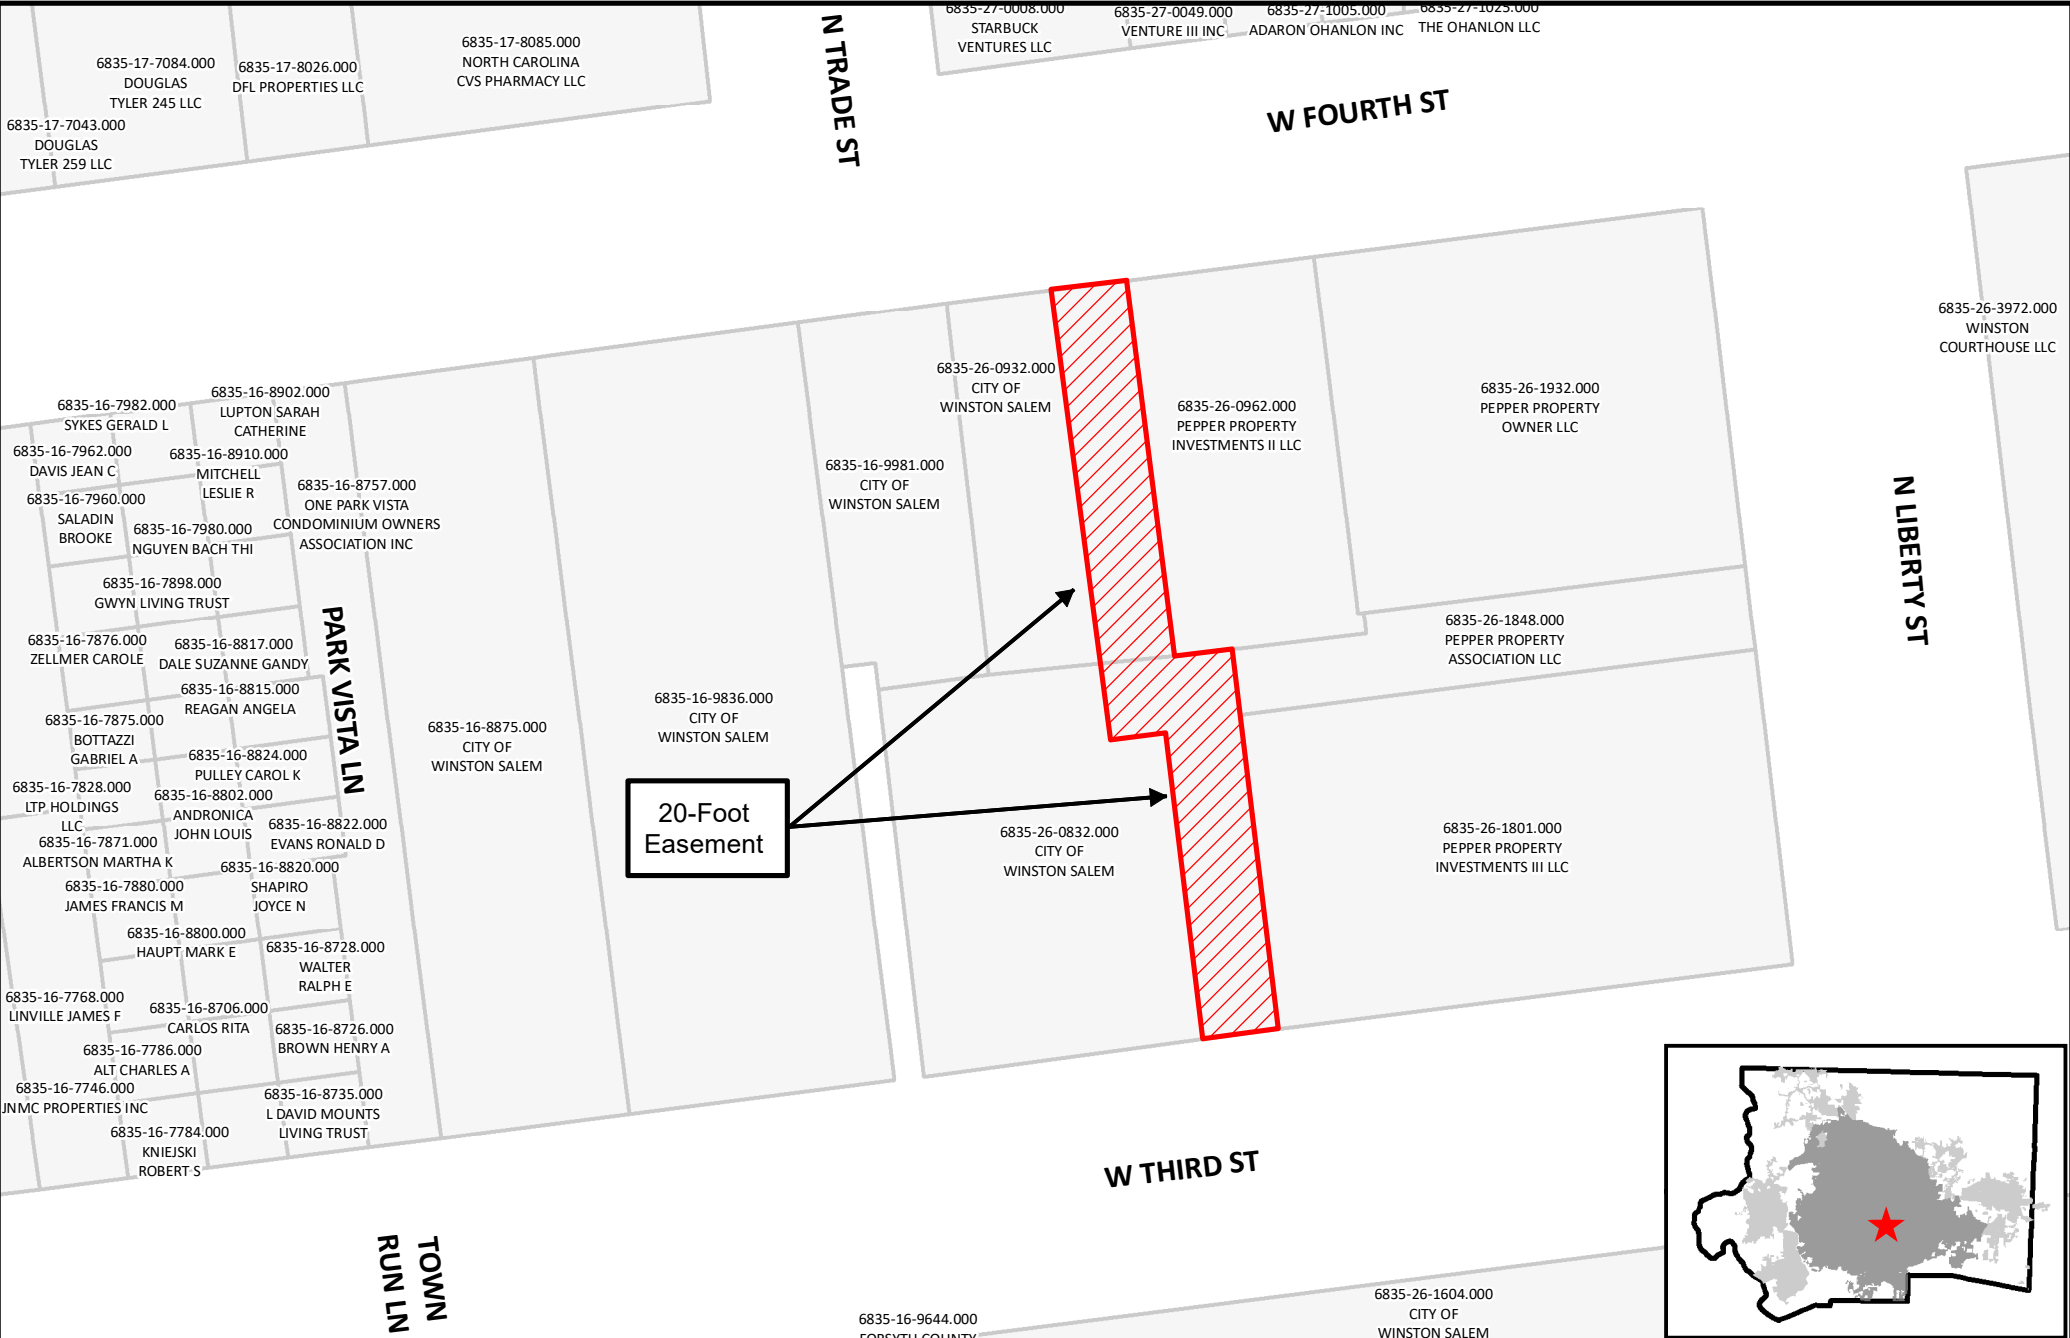 6835-27-0008.000
STARBUCK
VENTURES LLC
6835-27-0049.000
VENTURE III INC
6835-27-1005.000
ADARON OHANLON INC
6835-27-1025.000
THE OHANLON LLC
6835-17-7084.000
DOUGLAS
TYLER 245 LLC
6835-17-8026.000
DFL PROPERTIES LLC
6835-17-8085.000
NORTH CAROLINA
CVS PHARMACY LLC
6835-17-7043.000
DOUGLAS
TYLER 259 LLC
N TRADE ST
W FOURTH ST
6835-26-3972.000
WINSTON
COURTHOUSE LLC
6835-26-0932.000
CITY OF
WINSTON SALEM
6835-26-0962.000
PEPPER PROPERTY
INVESTMENTS II LLC
6835-26-1932.000
PEPPER PROPERTY
OWNER LLC
6835-16-9981.000
CITY OF
WINSTON SALEM
6835-16-7982.000
SYKES GERALD L
6835-16-8902.000
LUPTON SARAH
CATHERINE
6835-16-7962.000
DAVIS JEAN C
6835-16-8910.000
MITCHELL
LESLIE R
6835-16-7960.000
SALADIN
BROOKE
6835-16-8757.000
ONE PARK VISTA
CONDOMINIUM OWNERS
ASSOCIATION INC
6835-16-7980.000
NGUYEN BACH THI
6835-16-7898.000
GWYN LIVING TRUST
6835-16-7876.000
ZELLMER CAROLE
6835-16-8817.000
DALE SUZANNE GANDY
PARK VISTA LN
N LIBERTY ST
6835-26-1848.000
PEPPER PROPERTY
ASSOCIATION LLC
6835-16-8815.000
REAGAN ANGELA
6835-16-7875.000
BOTTAZZI
GABRIEL A
6835-16-8875.000
CITY OF
WINSTON SALEM
6835-16-9836.000
CITY OF
WINSTON SALEM
6835-16-8824.000
PULLEY CAROL K
6835-16-7828.000
LTP HOLDINGS
LLC
6835-16-8802.000
ANDRONICA
JOHN LOUIS
6835-16-8822.000
EVANS RONALD D
20-Foot
Easement
6835-26-0832.000
CITY OF
WINSTON SALEM
6835-26-1801.000
PEPPER PROPERTY
INVESTMENTS III LLC
6835-16-7871.000
ALBERTSON MARTHA K
6835-16-8820.000
SHAPIRO
JOYCE N
6835-16-7880.000
JAMES FRANCIS M
6835-16-8800.000
HAUPT MARK E
6835-16-8728.000
WALTER
RALPH E
6835-16-7768.000
LINVILLE JAMES F
6835-16-8706.000
CARLOS RITA
6835-16-8726.000
BROWN HENRY A
6835-16-7786.000
ALT CHARLES A
6835-16-7746.000
JNMC PROPERTIES INC
6835-16-8735.000
L DAVID MOUNTS
LIVING TRUST
6835-16-7784.000
KNIEJSKI
ROBERT S
W THIRD ST
TOWN
RUN LN
6835-16-9644.000
FORSYTH COUNTY
6835-26-1604.000
CITY OF
WINSTON SALEM